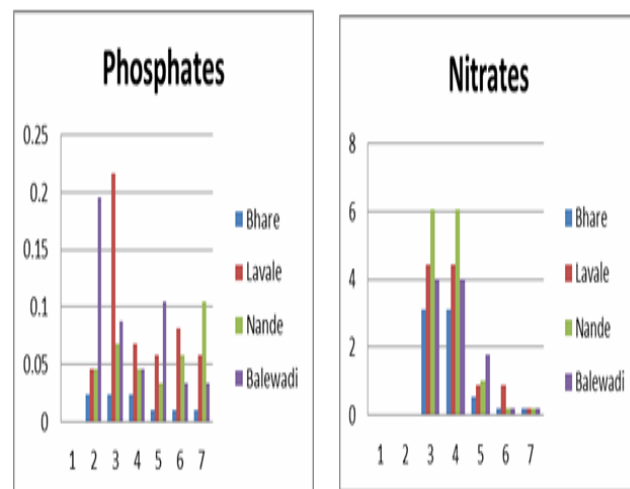 Phosphates
0.25
0.2
0.15
0.1
0.05
0
1 2 3 4 5 6 7
Bhare
Lavale
Nande
Balewadi
Nitrates
8
6
4
2
0
1 2 3 4 5 6 7
Bhare
Lavale
Nande
Balewadi